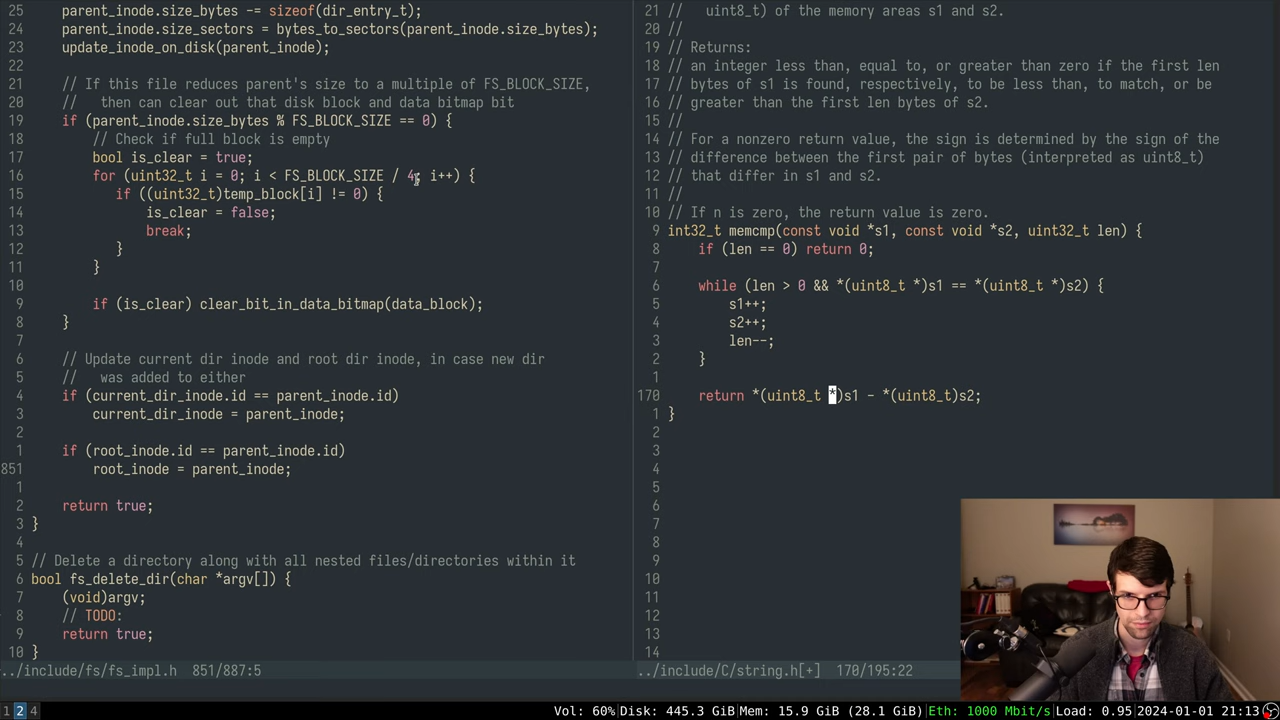 25     parent_inode.size_bytes -= sizeof(dir_entry_t);
24     parent_inode.size_sectors = bytes_to_sectors(parent_inode.size_bytes);
23     update_inode_on_disk(parent_inode);
22
21     // If this file reduces parent's size to a multiple of FS_BLOCK_SIZE,
20     //   then can clear out that disk block and data bitmap bit
19     if (parent_inode.size_bytes % FS_BLOCK_SIZE == 0) {
18         // Check if full block is empty
17         bool is_clear = true;
16         for (uint32_t i = 0; i < FS_BLOCK_SIZE / 4; i++) {
15            if ((uint32_t)temp_block[i] != 0) {
14                is_clear = false;
13                break;
12            }
11         }
10
9         if (is_clear) clear_bit_in_data_bitmap(data_block);
8     }
7
6     // Update current dir inode and root dir inode, in case new dir
5     //   was added to either
4     if (current_dir_inode.id == parent_inode.id)
3         current_dir_inode = parent_inode;
2
1     if (root_inode.id == parent_inode.id)
851         root_inode = parent_inode;
1
2     return true;
3 }
4
5 // Delete a directory along with all nested files/directories within it
6 bool fs_delete_dir(char *argv[]) {
7     (void)argv;
8     // TODO:
9     return true;
10 }
../include/fs/fs_impl.h  851/887:5
21 //   uint8_t) of the memory areas s1 and s2.
20 //
19 // Returns:
18 // an integer less than, equal to, or greater than zero if the first len
17 // bytes of s1 is found, respectively, to be less than, to match, or be
16 // greater than the first len bytes of s2.
15 //
14 // For a nonzero return value, the sign is determined by the sign of the
13 // difference between the first pair of bytes (interpreted as uint8_t)
12 // that differ in s1 and s2.
11 //
10 // If n is zero, the return value is zero.
9 int32_t memcmp(const void *s1, const void *s2, uint32_t len) {
8     if (len == 0) return 0;
7
6     while (len > 0 && *(uint8_t *)s1 == *(uint8_t *)s2) {
5         s1++;
4         s2++;
3         len--;
2     }
1
170     return *(uint8_t *)s1 - *(uint8_t)s2;
1 }
2
3
4
5
6
7
8
9
10
11
12
13
14
../include/C/string.h[+]  170/195:22
1 2 4 Vol: 60% Disk: 445.3 GiB Mem: 15.9 GiB (28.1 GiB) Eth: 1000 Mbit/s Load: 0.95 2024-01-01 21:13